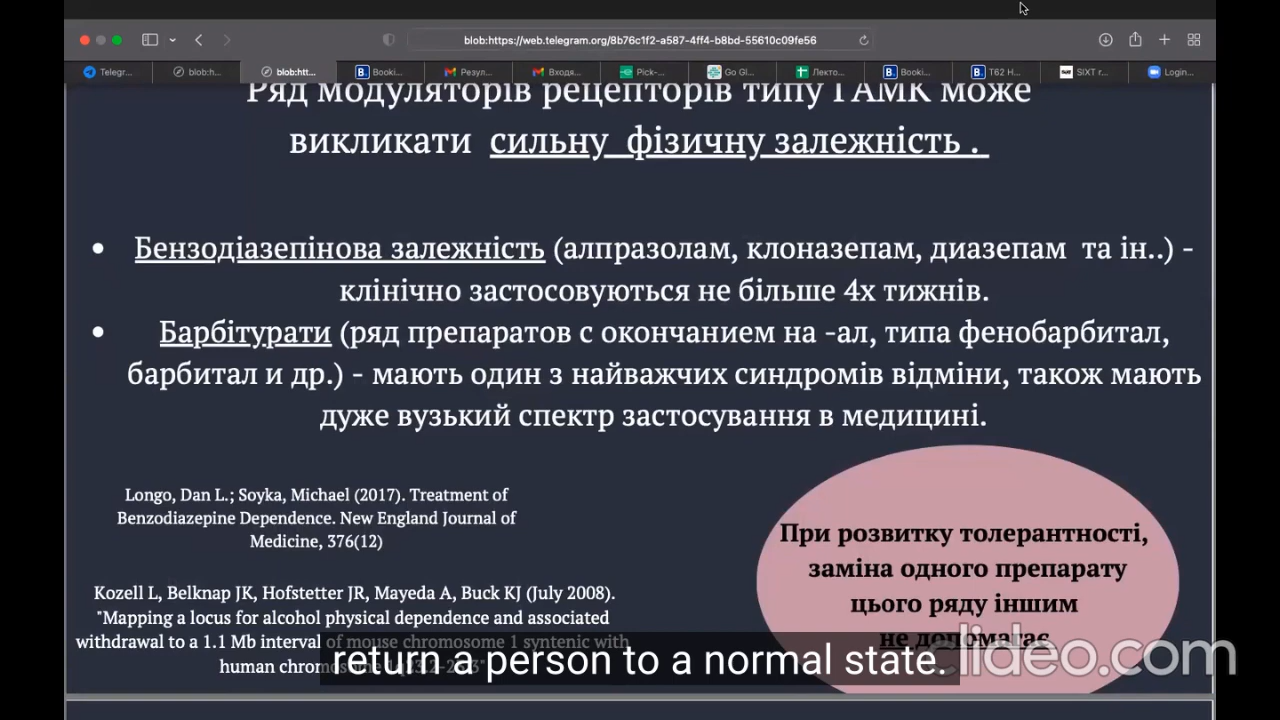 blob:https://web.telegram.org/8b76c1f2-a587-4ff4-b8bd-55610c09fe56
Telegr... blob:h... blob:htt... Booki... Резул... Входя... Pick-... Go Gl... Лекто... Booki... T62 H... SIXT r... Login...
Ряд модуляторів рецепторів типу ГАМК може
викликати сильну фізичну залежність .
• Бензодіазепінова залежність (алпразолам, клоназепам, диазепам та ін..) -
клінічно застосовуються не більше 4х тижнів.
• Барбітурати (ряд препаратов с окончанием на -ал, типа фенобарбитал,
барбитал и др.) - мають один з найважчих синдромів відміни, також мають
дуже вузький спектр застосування в медицині.
Longo, Dan L.; Soyka, Michael (2017). Treatment of
Benzodiazepine Dependence. New England Journal of
Medicine, 376(12)
Kozell L, Belknap JK, Hofstetter JR, Mayeda A, Buck KJ (July 2008).
"Mapping a locus for alcohol physical dependence and associated
withdrawal to a 1.1 Mb interval of mouse chromosome 1 syntenic with
human
При розвитку толерантності,
заміна одного препарату
цього ряду іншим
не допомагає
return a person to a normal state.
clideo.com